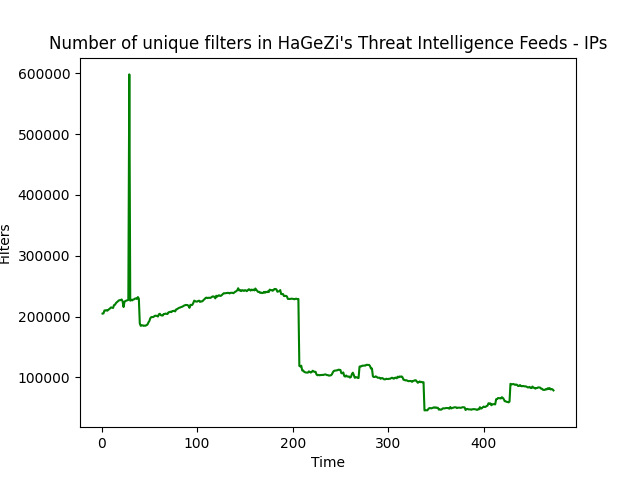 Number of unique filters in HaGeZi's Threat Intelligence Feeds - IPs
600000
500000
400000
300000
200000
100000
Filters
0 100 200 300 400
Time